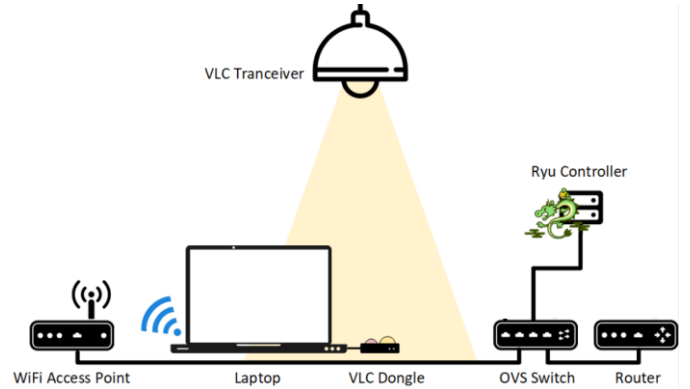 VLC Tranceiver
Ryu Controller
WiFi Access Point
Laptop
VLC Dongle
OVS Switch
Router